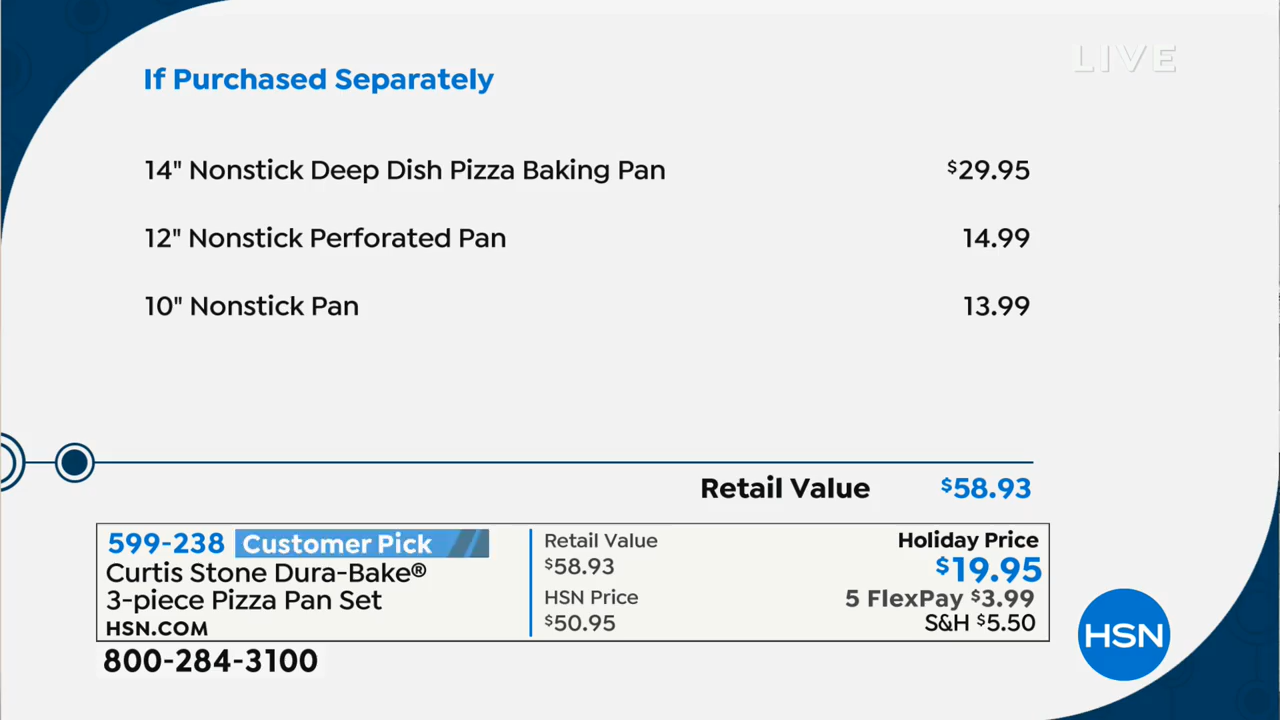 LIVE
If Purchased Separately
14" Nonstick Deep Dish Pizza Baking Pan $29.95
12" Nonstick Perforated Pan 14.99
10" Nonstick Pan 13.99
Retail Value $58.93
599-238 Customer Pick
Curtis Stone Dura-Bake®
3-piece Pizza Pan Set
HSN.COM
Retail Value
$58.93
HSN Price
$50.95
Holiday Price
$19.95
5 FlexPay $3.99
S&H $5.50
800-284-3100
HSN